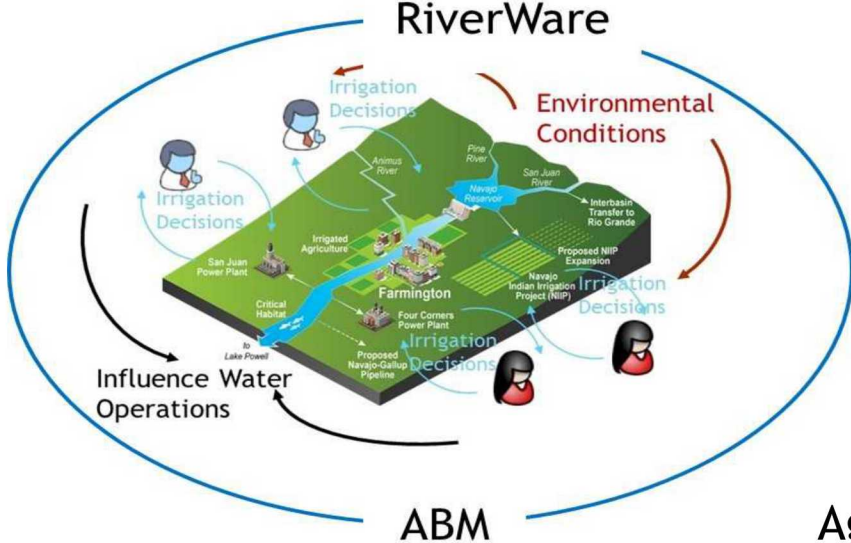 RiverWare
Irrigation
Decisions
Environmental
Conditions
Irrigation
Decisions
Animus
River
Pine
River
San Juan
River
Navajo
Reservoir
Interbasin
Transfer to
Rio Grande
Irrigated
Agriculture
San Juan
Power Plant
Proposed NIIP
Expansion
Navajo
Indian Irrigation
Project (NIIP)
Irrigation
Decisions
Farmington
Critical
Habitat
Four Corners
Power Plant
Irrigation
Decisions
to
Lake Powell
Proposed
Navajo-Gallup
Pipeline
Influence Water
Operations
ABM